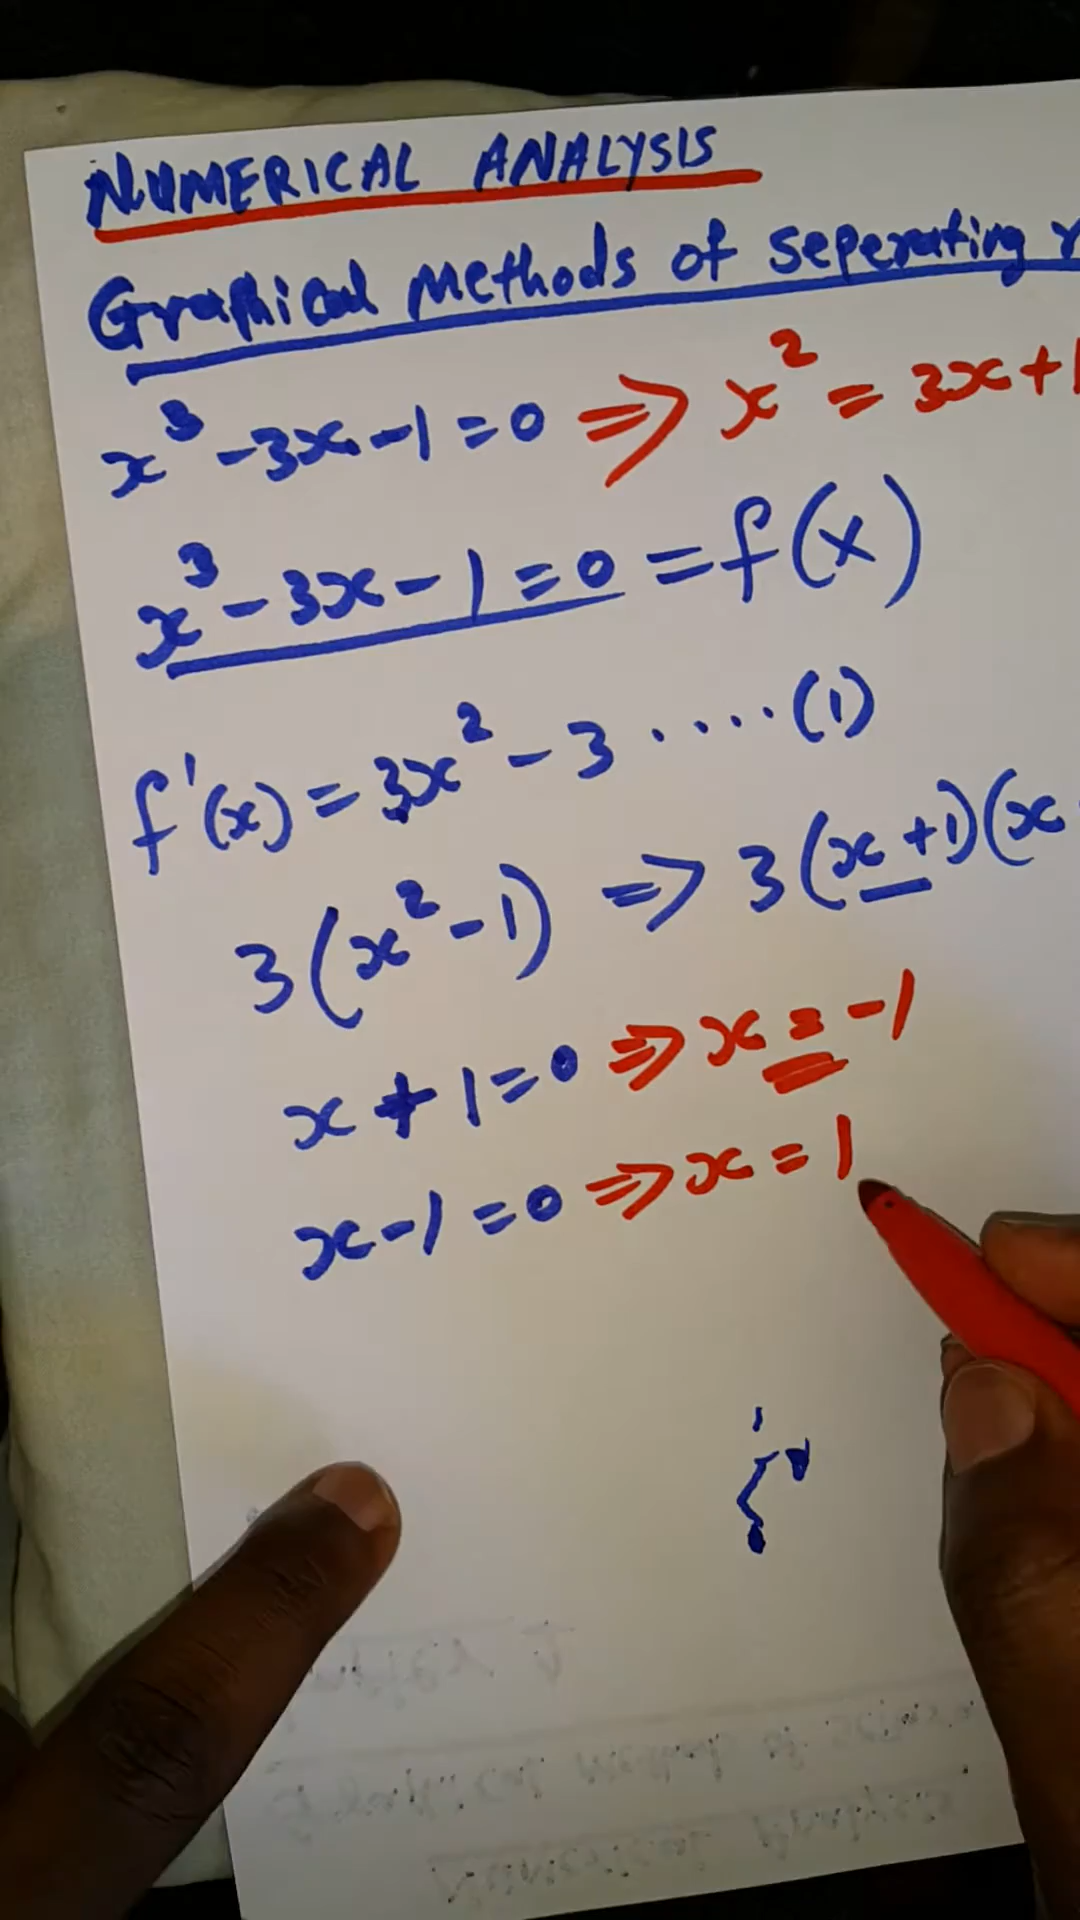 NUMERICAL ANALYSIS
Graphical Methods of seperating
x³ - 3x - 1 = 0 ⇒ x² = 3x + 1
x³ - 3x - 1 = 0 = f(x)
f'(x) = 3x² - 3 ....(1)
3(x² - 1) ⇒ 3(x + 1)(x
x + 1 = 0 ⇒ x = -1
x - 1 = 0 ⇒ x = 1